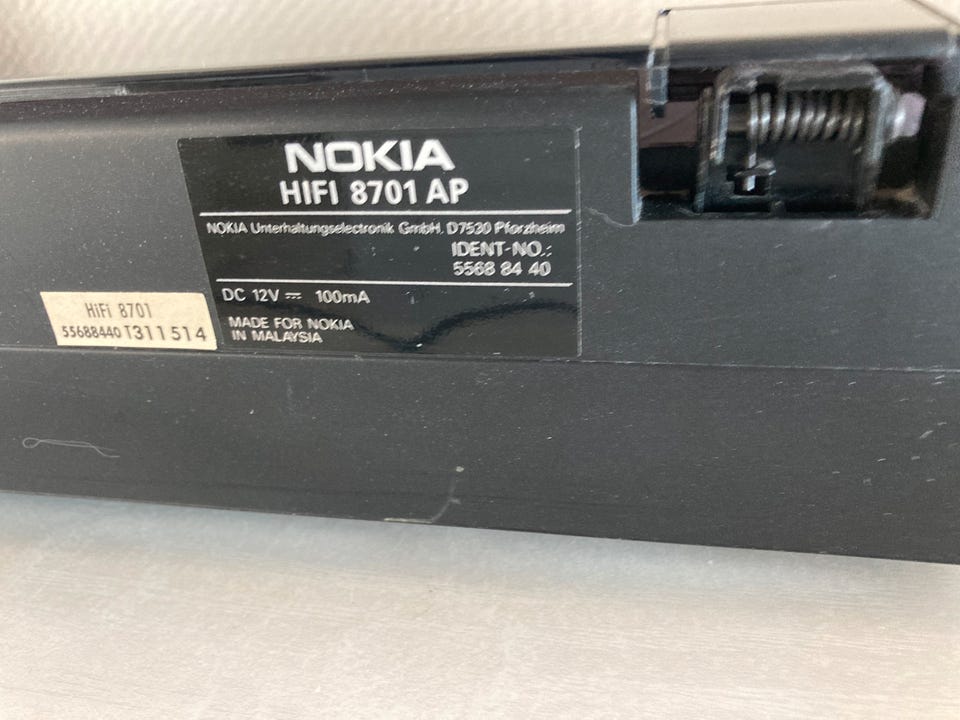 NOKIA
HIFI 8701 AP
NOKIA Unterhaltungselectronik GmbH. D7530 Pforzheim
IDENT-NO.:
5568 84 40
DC 12V ⎓ 100mA
MADE FOR NOKIA
IN MALAYSIA
HiFi 8701
55688440 T311514